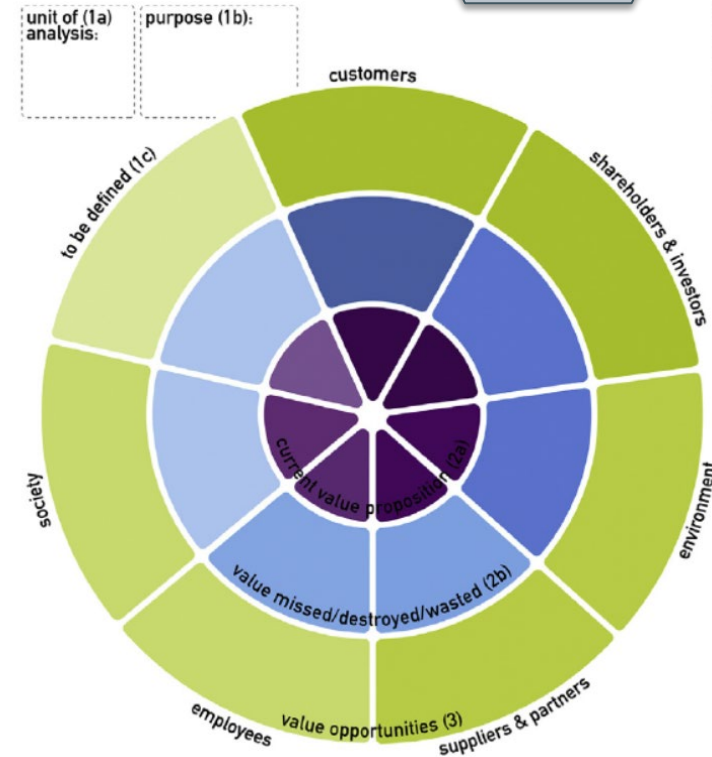 unit of (1a)
analysis:
purpose (1b):
customers
to be defined (1c)
shareholders & investors
society
environment
current value proposition (2a)
value missed/destroyed/wasted (2b)
value opportunities (3)
employees
suppliers & partners